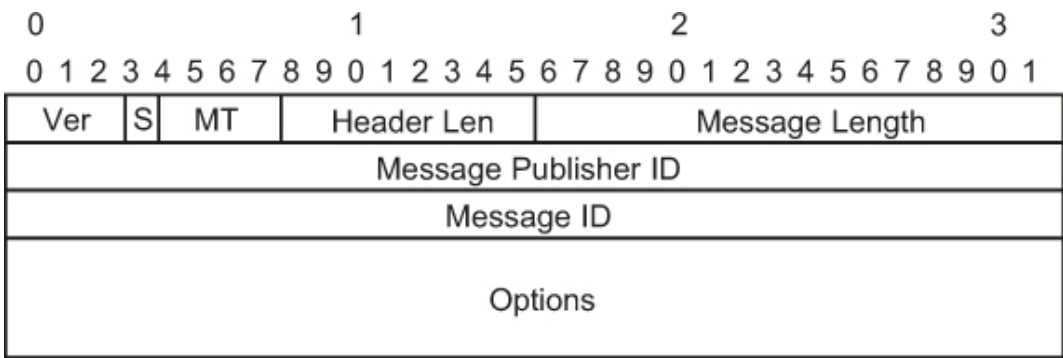 0 1 2 3
0 1 2 3 4 5 6 7 8 9 0 1 2 3 4 5 6 7 8 9 0 1 2 3 4 5 6 7 8 9 0 1
Ver S MT Header Len Message Length
Message Publisher ID
Message ID
Options